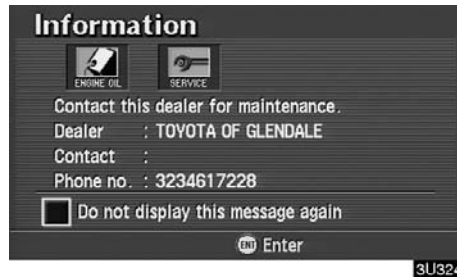 Information
ENGINE OIL SERVICE
Contact this dealer for maintenance.
Dealer : TOYOTA OF GLENDALE
Contact :
Phone no. : 3234617228
Do not display this message again
ENT Enter